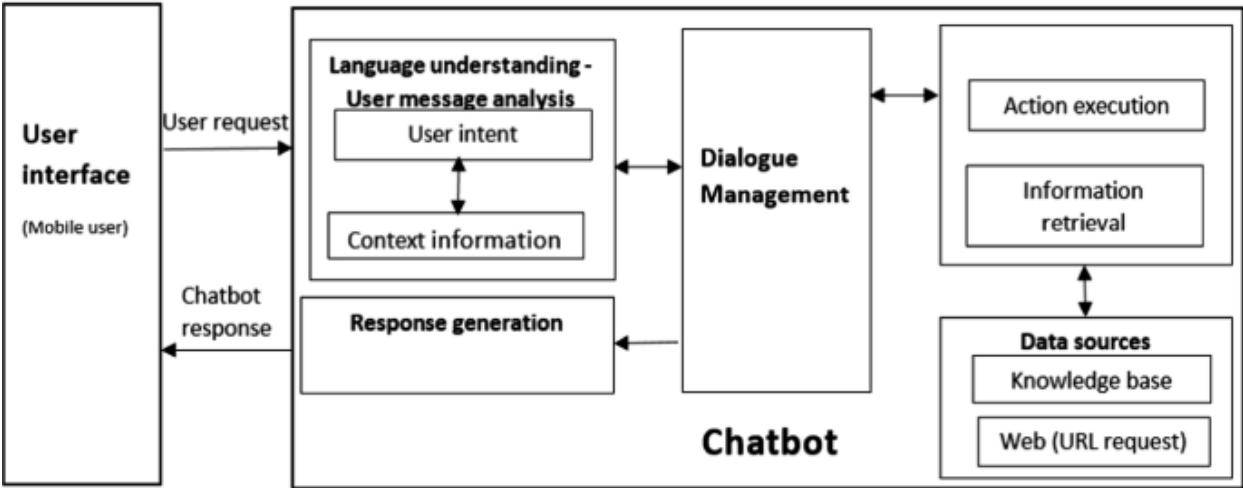 User
interface
(Mobile user)
User request
Chatbot
response
Language understanding -
User message analysis
User intent
Context information
Response generation
Dialogue
Management
Action execution
Information
retrieval
Data sources
Knowledge base
Web (URL request)
Chatbot